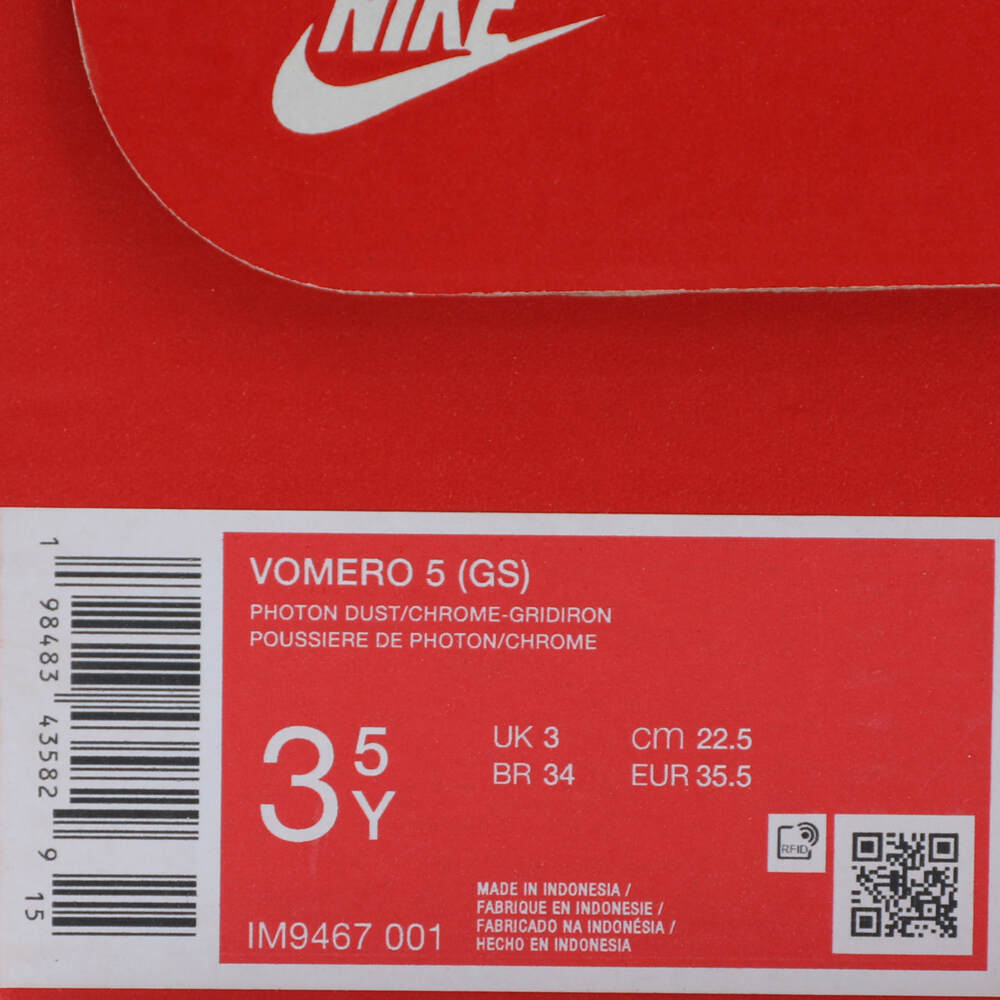 NIKE
VOMERO 5 (GS)
PHOTON DUST/CHROME-GRIDIRON
POUSSIERE DE PHOTON/CHROME
3 5 Y
UK 3
BR 34
CM 22.5
EUR 35.5
RFID
IM9467 001
MADE IN INDONESIA /
FABRIQUE EN INDONESIE /
FABRICADO NA INDONÉSIA /
HECHO EN INDONESIA
1 98483 43582 9 15